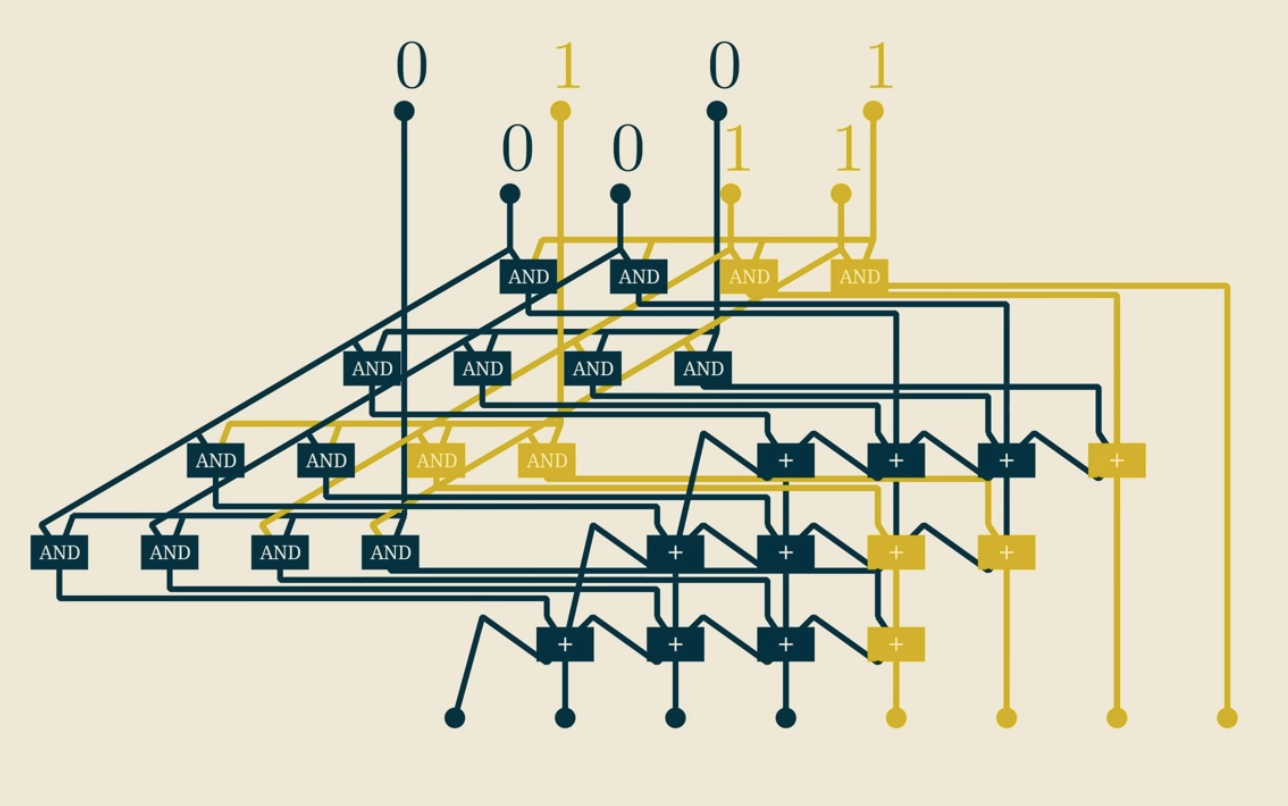 0 1 0 1
0 0 1 1
AND AND AND AND
AND AND AND AND
AND AND AND AND + + + +
AND AND AND AND + + + +
+ + + +